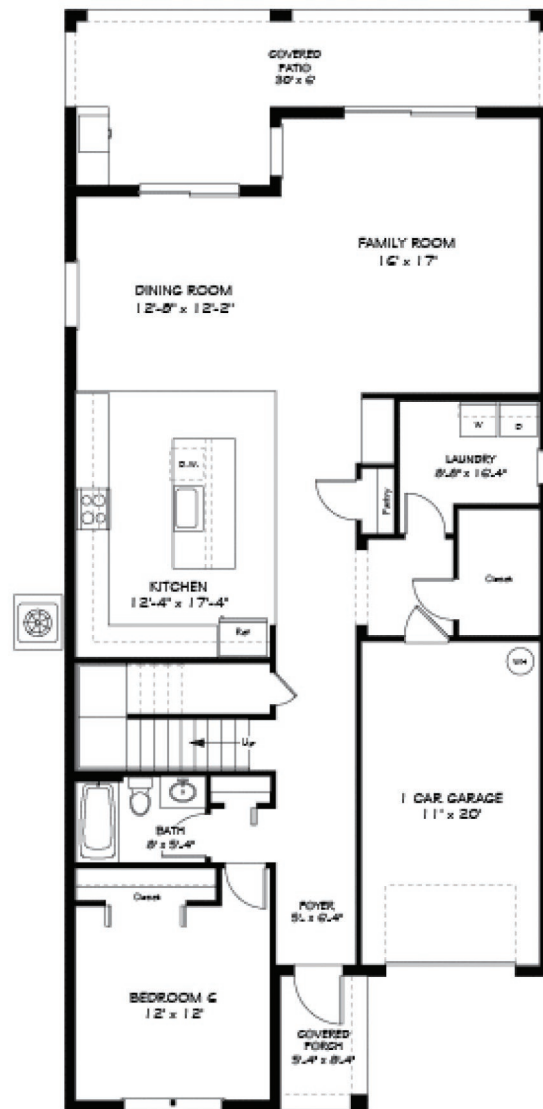 COVERED
PATIO
30' x 6'
FAMILY ROOM
16' x 17'
DINING ROOM
12'-8" x 12'-2"
W
D
LAUNDRY
8'.8" x 16'.4"
D.W.
Pantry
KITCHEN
12'-4" x 17'-4"
Closet
Ref
WH
UP
1 CAR GARAGE
11' x 20'
BATH
8' x 5'.4"
Closet
FOYER
BEDROOM 6
12' x 12'
COVERED
PORCH